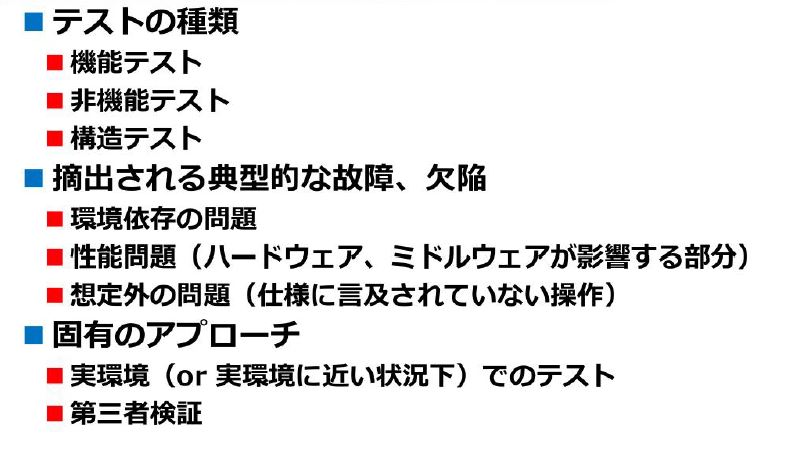 テストの種類
機能テスト
非機能テスト
構造テスト
摘出される典型的な故障、欠陥
環境依存の問題
性能問題（ハードウェア、ミドルウェアが影響する部分）
想定外の問題（仕様に言及されていない操作）
固有のアプローチ
実環境（or 実環境に近い状況下）でのテスト
第三者検証